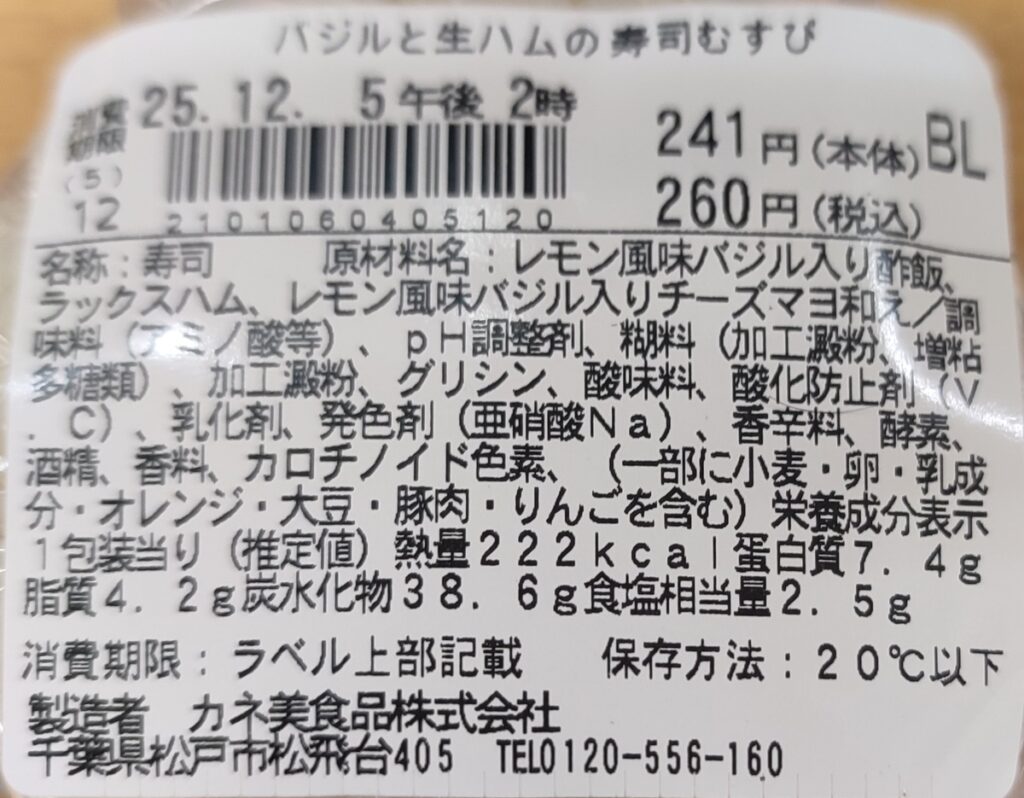 バジルと生ハムの寿司むすび
消費期限 25.12. 5午後 2時
241円(本体) BL
(5)
12
260円(税込)
2101060405120
名称：寿司　　原材料名：レモン風味バジル入り酢飯、
ラックスハム、レモン風味バジル入りチーズマヨ和え／調
味料（アミノ酸等）、ｐＨ調整剤、糊料（加工澱粉、増粘
多糖類）、加工澱粉、グリシン、酸味料、酸化防止剤（Ｖ
．Ｃ）、乳化剤、発色剤（亜硝酸Ｎａ）、香辛料、酵素、
酒精、香料、カロチノイド色素、（一部に小麦・卵・乳成
分・オレンジ・大豆・豚肉・りんごを含む）栄養成分表示
１包装当り（推定値）熱量２２２ｋｃａｌ蛋白質７．４ｇ
脂質４．２ｇ炭水化物３８．６ｇ食塩相当量２．５ｇ
消費期限：ラベル上部記載　　保存方法：２０℃以下
製造者　カネ美食品株式会社
千葉県松戸市松飛台405　TEL0120-556-160